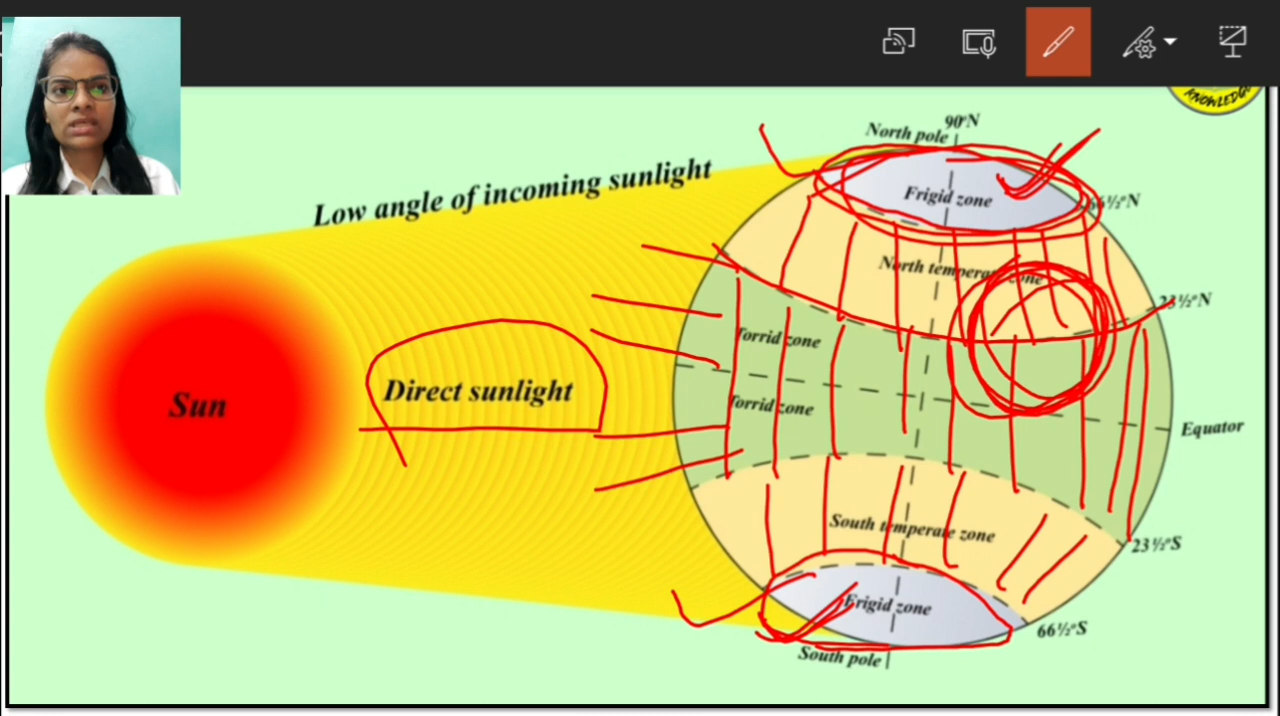 KNOWLEDGE
90°N
North pole
Low angle of incoming sunlight
Frigid zone
66½°N
North temperate zone
23½°N
Torrid zone
Sun
Direct sunlight
Torrid zone
Equator
South temperate zone
23½°S
Frigid zone
66½°S
South pole